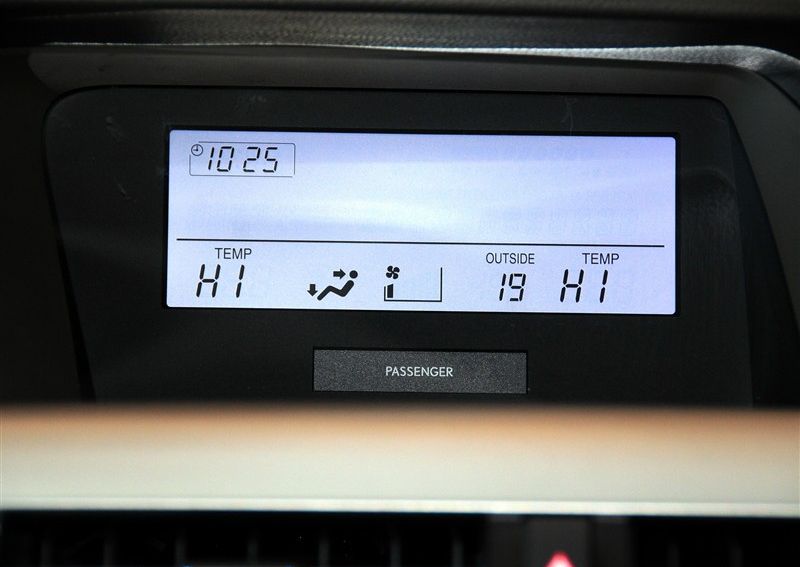 10 25
TEMP OUTSIDE TEMP
HI 19 HI
PASSENGER